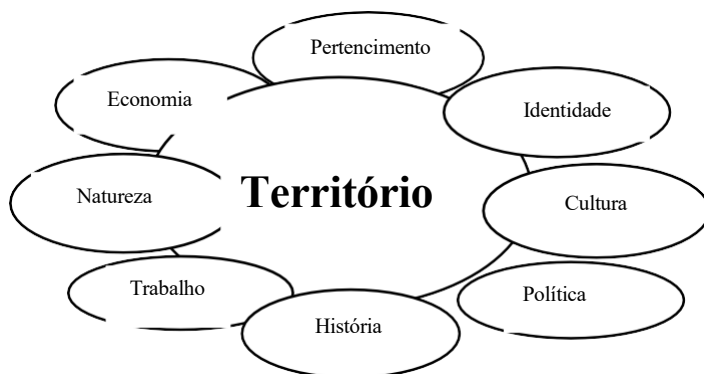 Pertencimento
Economia
Identidade
Natureza
Território
Cultura
Trabalho
Política
História